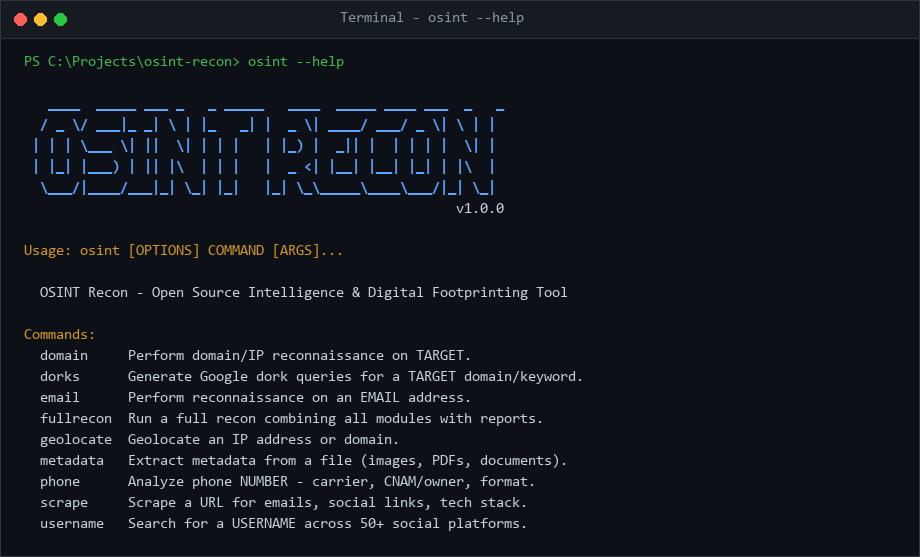 Terminal - osint --help
PS C:\Projects\osint-recon> osint --help
OSINT RECON
v1.0.0
Usage: osint [OPTIONS] COMMAND [ARGS]...
OSINT Recon - Open Source Intelligence & Digital Footprinting Tool
Commands:
domain Perform domain/IP reconnaissance on TARGET.
dorks Generate Google dork queries for a TARGET domain/keyword.
email Perform reconnaissance on an EMAIL address.
fullrecon Run a full recon combining all modules with reports.
geolocate Geolocate an IP address or domain.
metadata Extract metadata from a file (images, PDFs, documents).
phone Analyze phone NUMBER - carrier, CNAM/owner, format.
scrape Scrape a URL for emails, social links, tech stack.
username Search for a USERNAME across 50+ social platforms.